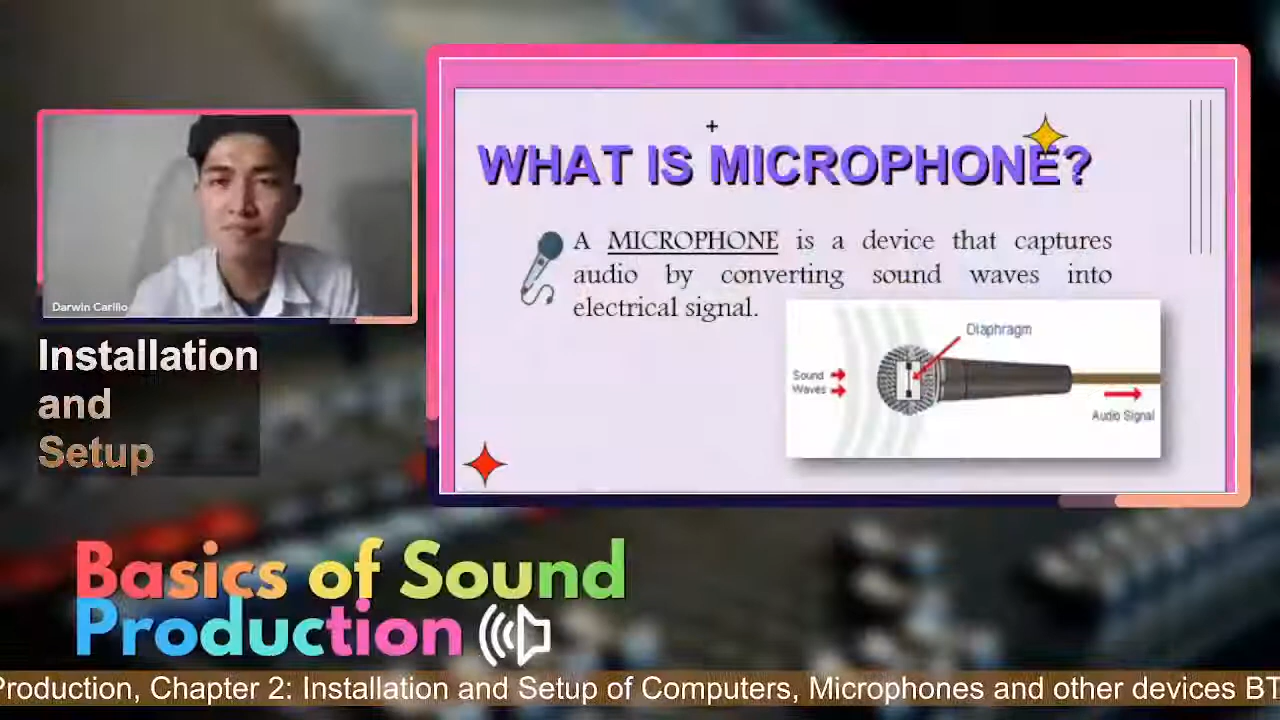 WHAT IS MICROPHONE?
A MICROPHONE is a device that captures
audio by converting sound waves into
electrical signal.
Diaphragm
Sound
Waves
Audio Signal
Darwin Carillo
Installation
and
Setup
Basics of Sound
Production
Production, Chapter 2: Installation and Setup of Computers, Microphones and other devices BT